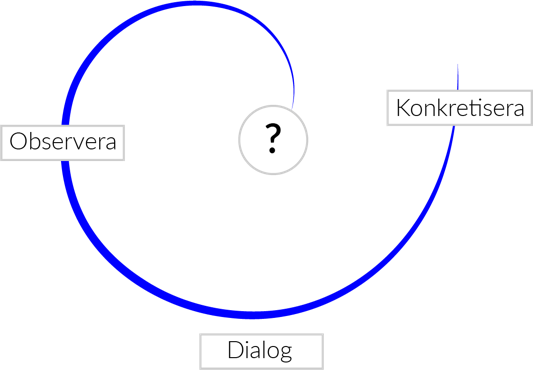 Konkretisera
?
Observera
Dialog